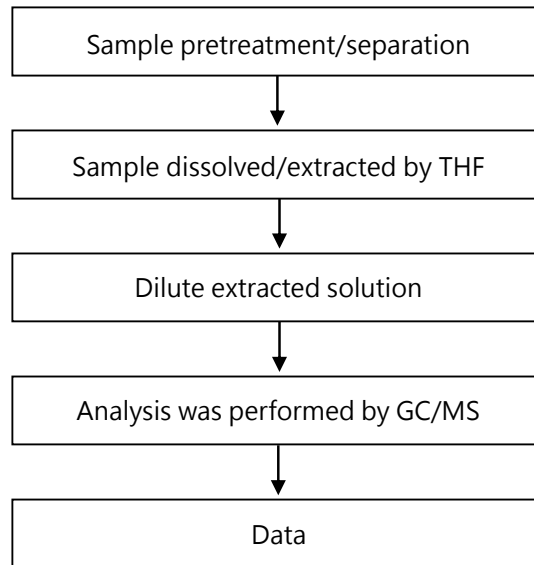 Sample pretreatment/separation
Sample dissolved/extracted by THF
Dilute extracted solution
Analysis was performed by GC/MS
Data